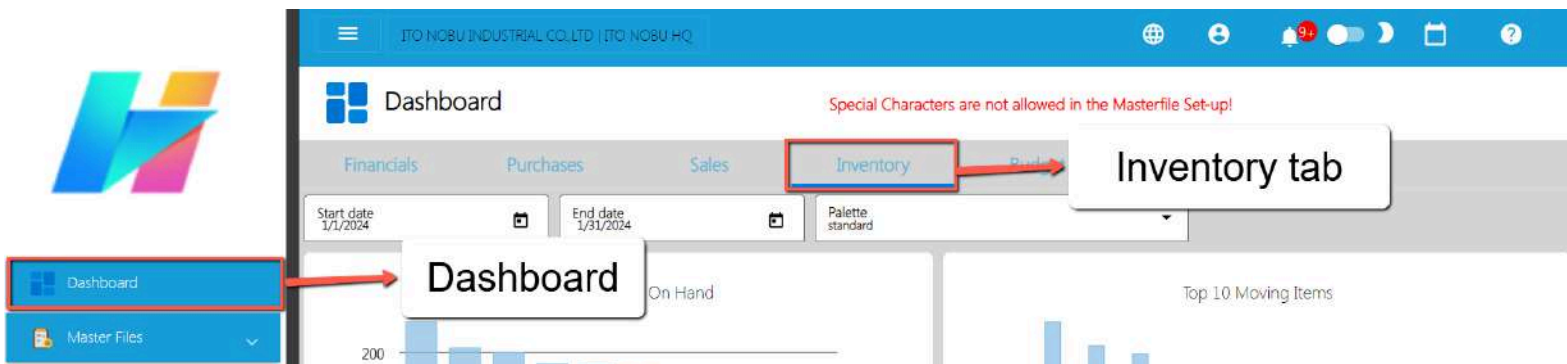 ITO NOBU INDUSTRIAL CO.,LTD | ITO NOBU HQ
9+
Dashboard
Special Characters are not allowed in the Masterfile Set-up!
Financials
Purchases
Sales
Inventory
Inventory tab
Start date
1/1/2024
End date
1/31/2024
Palette
standard
Dashboard
Dashboard
On Hand
Top 10 Moving Items
Master Files
200